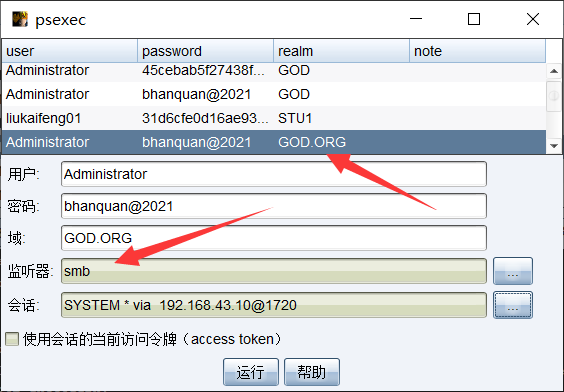 psexec
user password realm note
Administrator 45cebab5f27438f... GOD
Administrator bhanquan@2021 GOD
liukaifeng01 31d6cfe0d16ae93... STU1
Administrator bhanquan@2021 GOD.ORG
用户: Administrator
密码: bhanquan@2021
域: GOD.ORG
监听器: smb ...
会话: SYSTEM * via 192.168.43.10@1720 ...
使用会话的当前访问令牌（access token）
运行 帮助